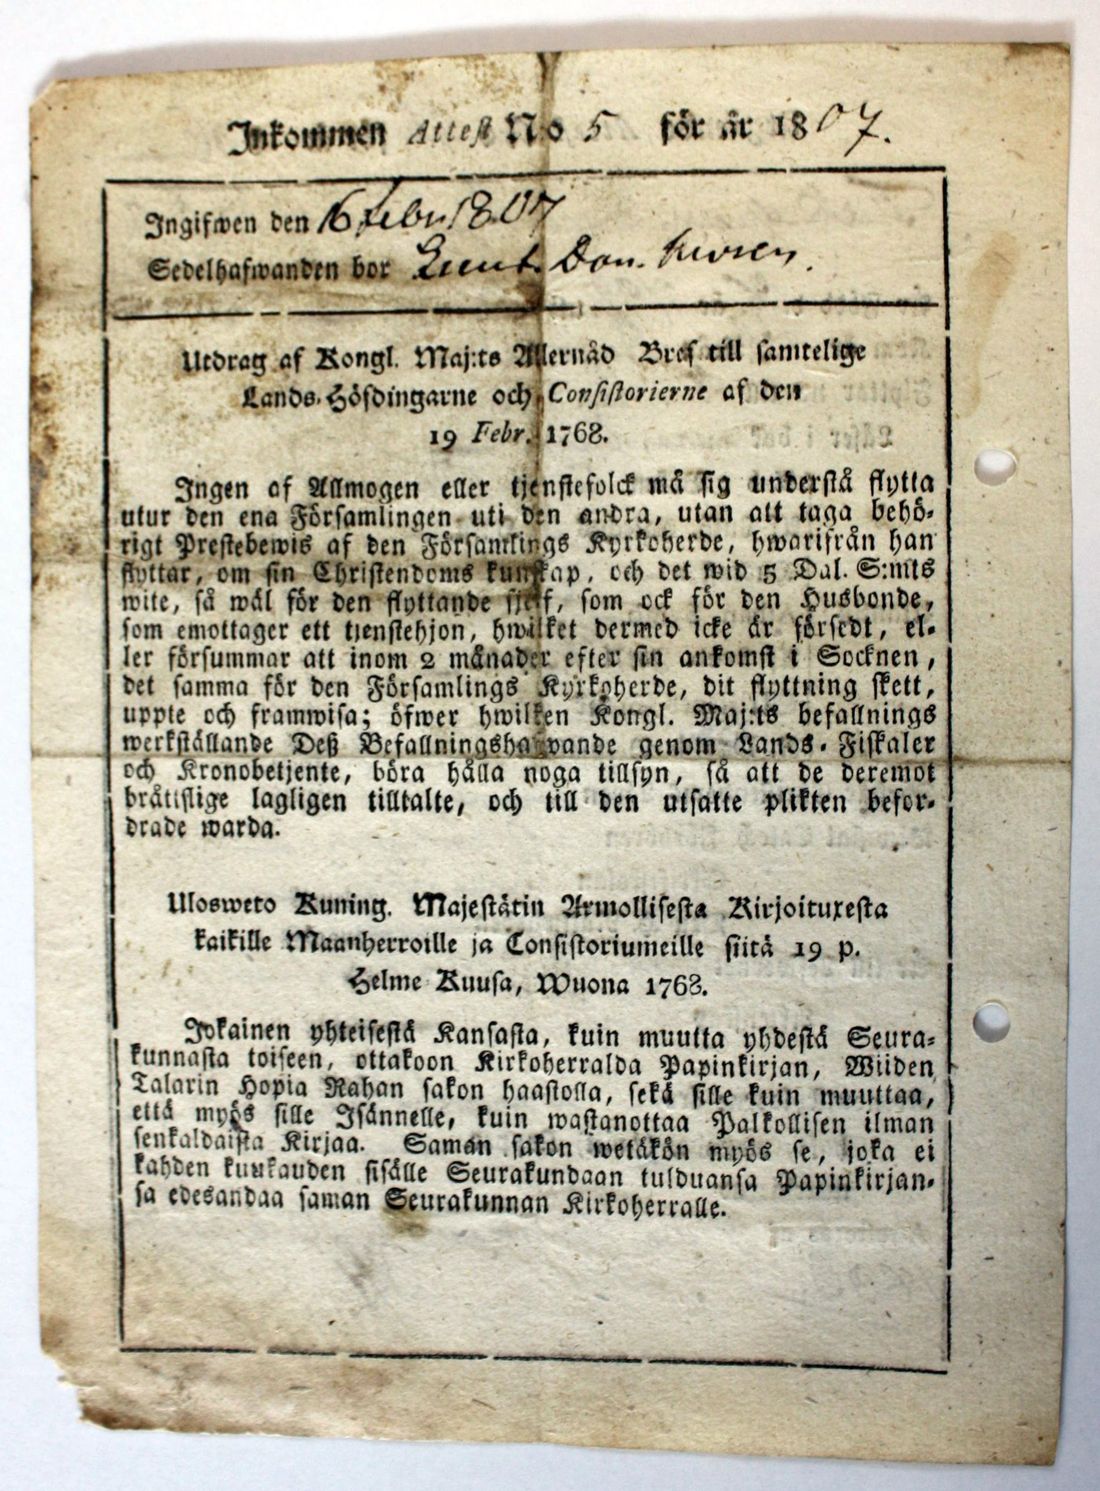 Inkommen Attest No 5 för år 1807.
Ingifwen den 16 Febr. 1807
Sedelhafwanden bor
Utdrag af Kongl. Maj:ts Allernåd Bref till samtelige
Lands-Höfdingarne och Consistorierne af den
19 Febr. 1768.
Ingen af Allmogen eller tjenstefolck må sig understå flytta
utur den ena Församlingen uti den andra, utan att taga behö-
rigt Prestebewis af den Församlings Kyrkoherde, hwarifrån han
flyttar, om sin Christendoms kunskap, och det wid 5 Dal. S:mts
wite, så wäl för den flyttande sjelf, som ock för den Husbonde,
som emottager ett tjenstehjon, hwilket dermed icke är försedt, el-
ler försummar att inom 2 månader efter sin ankomst i Socknen,
det samma för den Församlings Kyrkoherde, dit flyttning skett,
uppte och framwisa; öfwer hwilken Kongl. Maj:ts befallnings
werkställande Deß Befallningshafwande genom Lands-Fiskaler
och Kronobetjente, böra hålla noga tillsyn, så att de deremot
bråttslige lagligen tilltalte, och till den utsatte plikten befor-
drade warda.
Ulosweto Kuning. Majestätin Armollisesta Kirjoituxesta
kaikille Maanherroille ja Consistoriumeille siitä 19 p.
Helme Kuusa, Wuona 1768.
Jokainen yhteisestä Kansasta, kuin muutta yhdestä Seura-
kunnasta toiseen, ottakoon Kirkoherralda Papinkirjan, Wiiden
Talarin Hopia Rahan sakon haastolla, sekä sille kuin muuttaa,
että myös sille Isännelle, kuin wastanottaa Palkollisen ilman
senkaldaista Kirjaa. Saman sakon wetäkön myös se, joka ei
kahden kuukauden sisälle Seurakundaan tulduansa Papinkirjan-
sa edesandaa saman Seurakunnan Kirkoherralle.